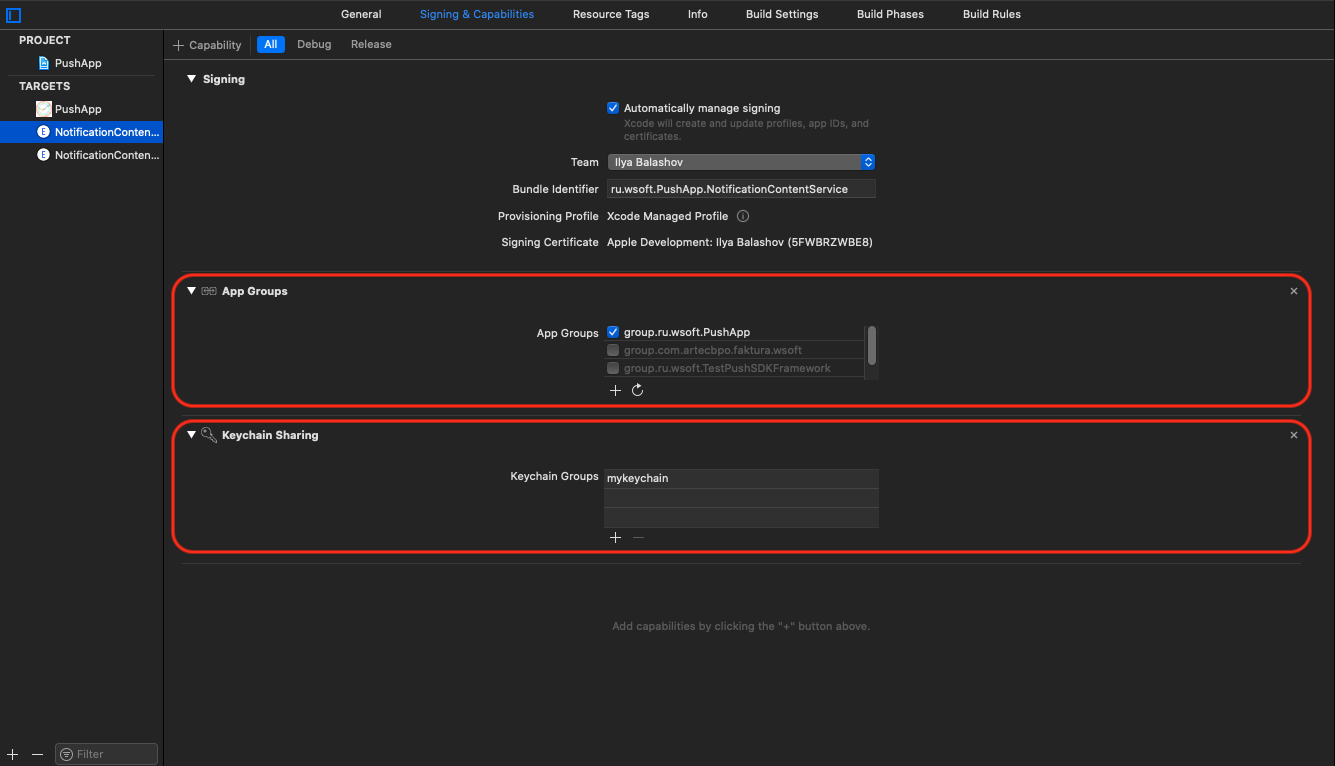 General Signing & Capabilities Resource Tags Info Build Settings Build Phases Build Rules
PROJECT
PushApp
TARGETS
PushApp
NotificationConten...
NotificationConten...
+ Capability All Debug Release
Signing
Automatically manage signing
Xcode will create and update profiles, app IDs, and
certificates.
Team Ilya Balashov
Bundle Identifier ru.wsoft.PushApp.NotificationContentService
Provisioning Profile Xcode Managed Profile
Signing Certificate Apple Development: Ilya Balashov (5FWBRZWBE8)
App Groups
App Groups group.ru.wsoft.PushApp
group.com.artecbpo.faktura.wsoft
group.ru.wsoft.TestPushSDKFramework
Keychain Sharing
Keychain Groups mykeychain
Add capabilities by clicking the "+" button above.
Filter